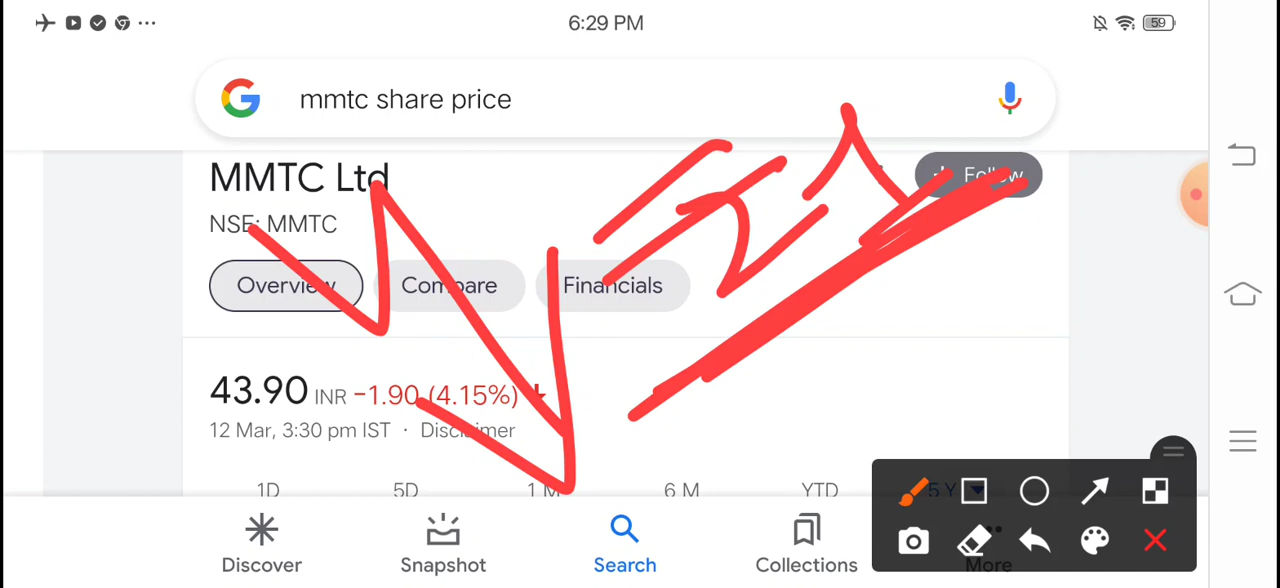 6:29 PM 59
mmtc share price
MMTC Ltd
+ Follow
NSE: MMTC
Overview Compare Financials
43.90 INR −1.90 (4.15%)
12 Mar, 3:30 pm IST · Disclaimer
1D 5D 1 M 6 M YTD 5 Y
Discover Snapshot Search Collections More